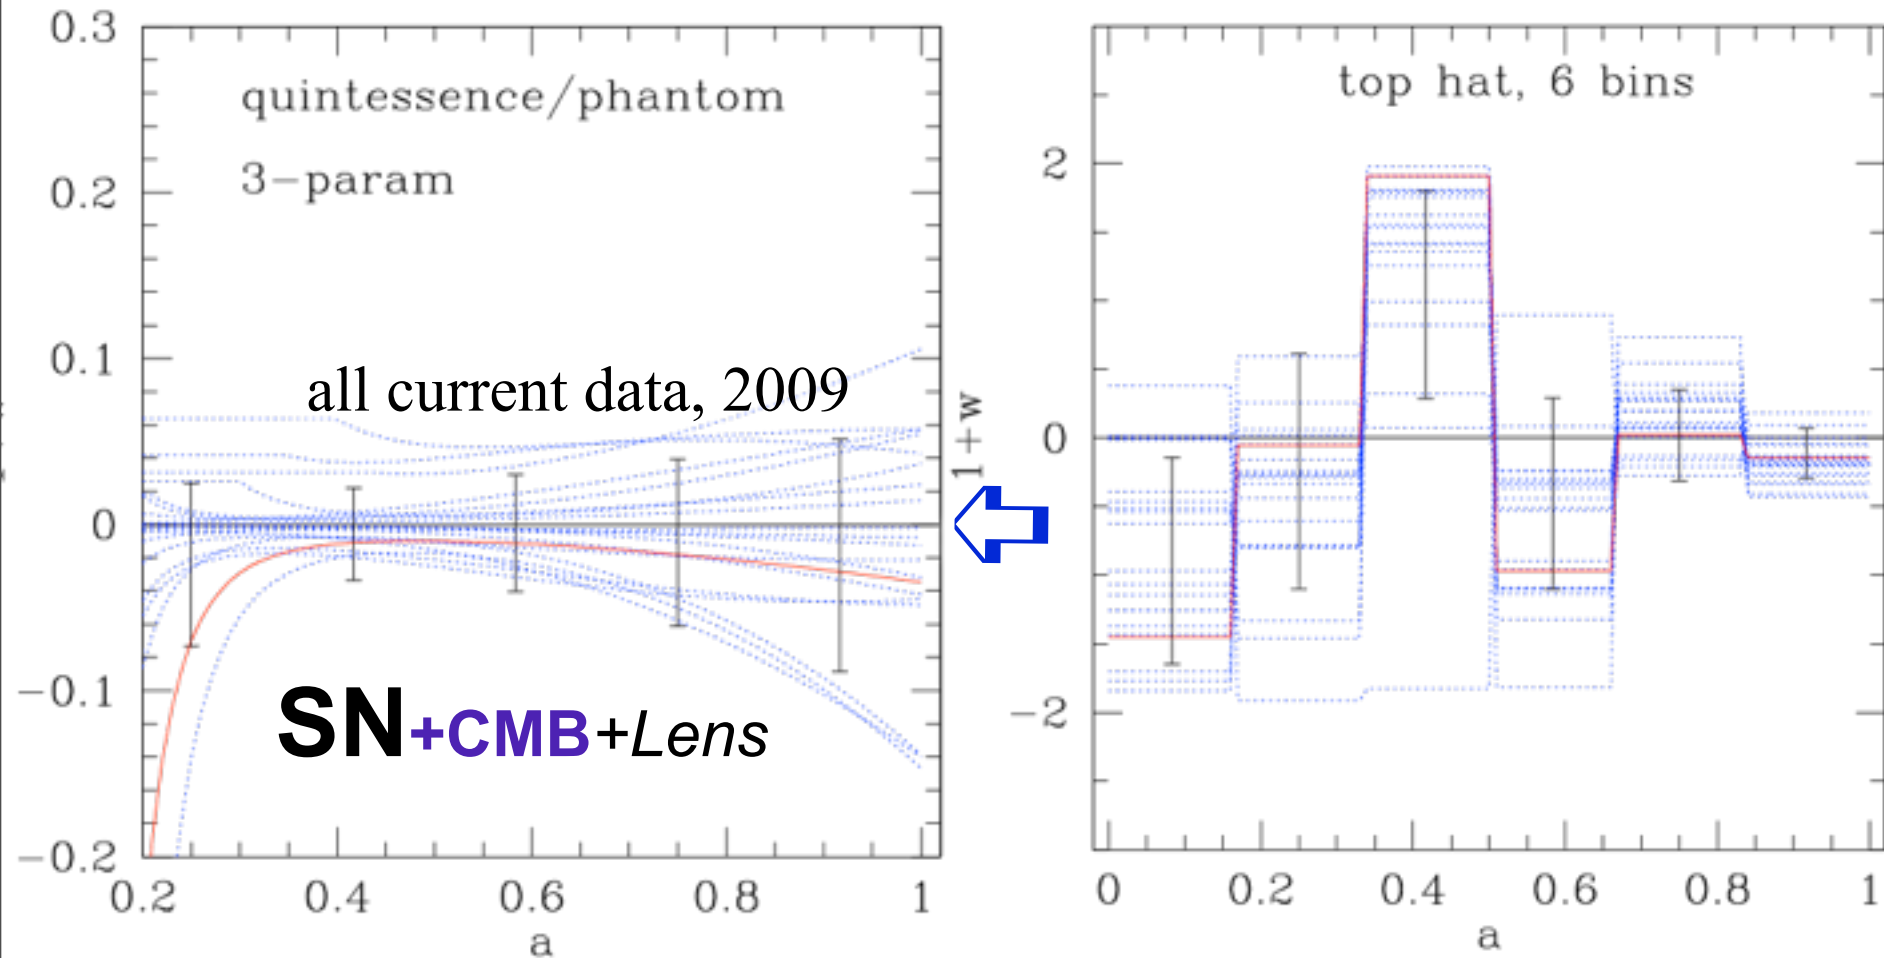 0.3
quintessence/phantom
0.2
3-param
0.1
all current data, 2009
0
-0.1
SN+CMB+Lens
-0.2
0.2 0.4 0.6 0.8 1
a
top hat, 6 bins
2
1+w
0
-2
0 0.2 0.4 0.6 0.8 1
a